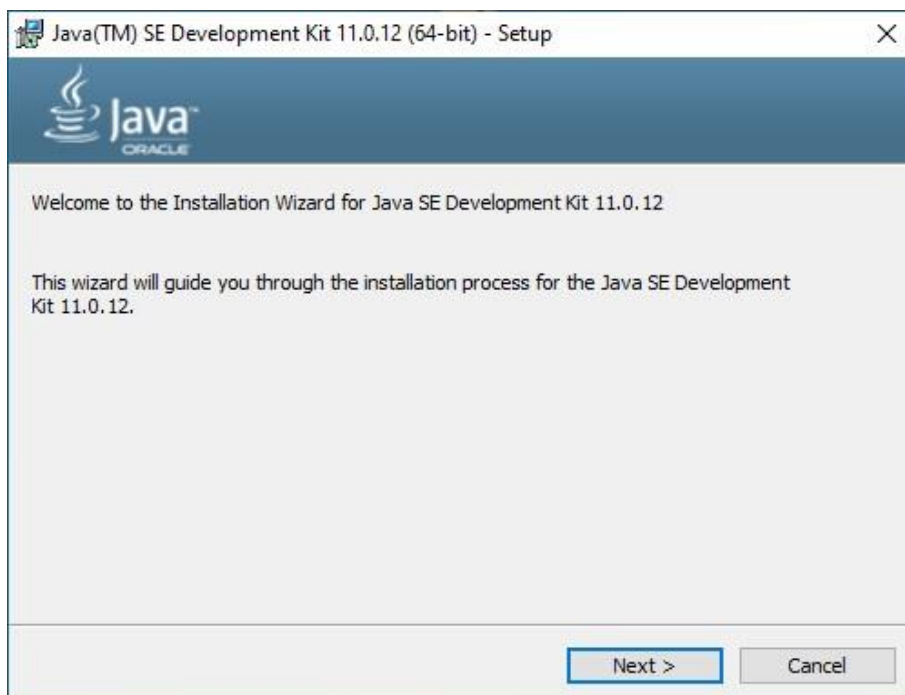 Java(TM) SE Development Kit 11.0.12 (64-bit) - Setup
Java™
ORACLE
Welcome to the Installation Wizard for Java SE Development Kit 11.0.12
This wizard will guide you through the installation process for the Java SE Development
Kit 11.0.12.
Next >
Cancel